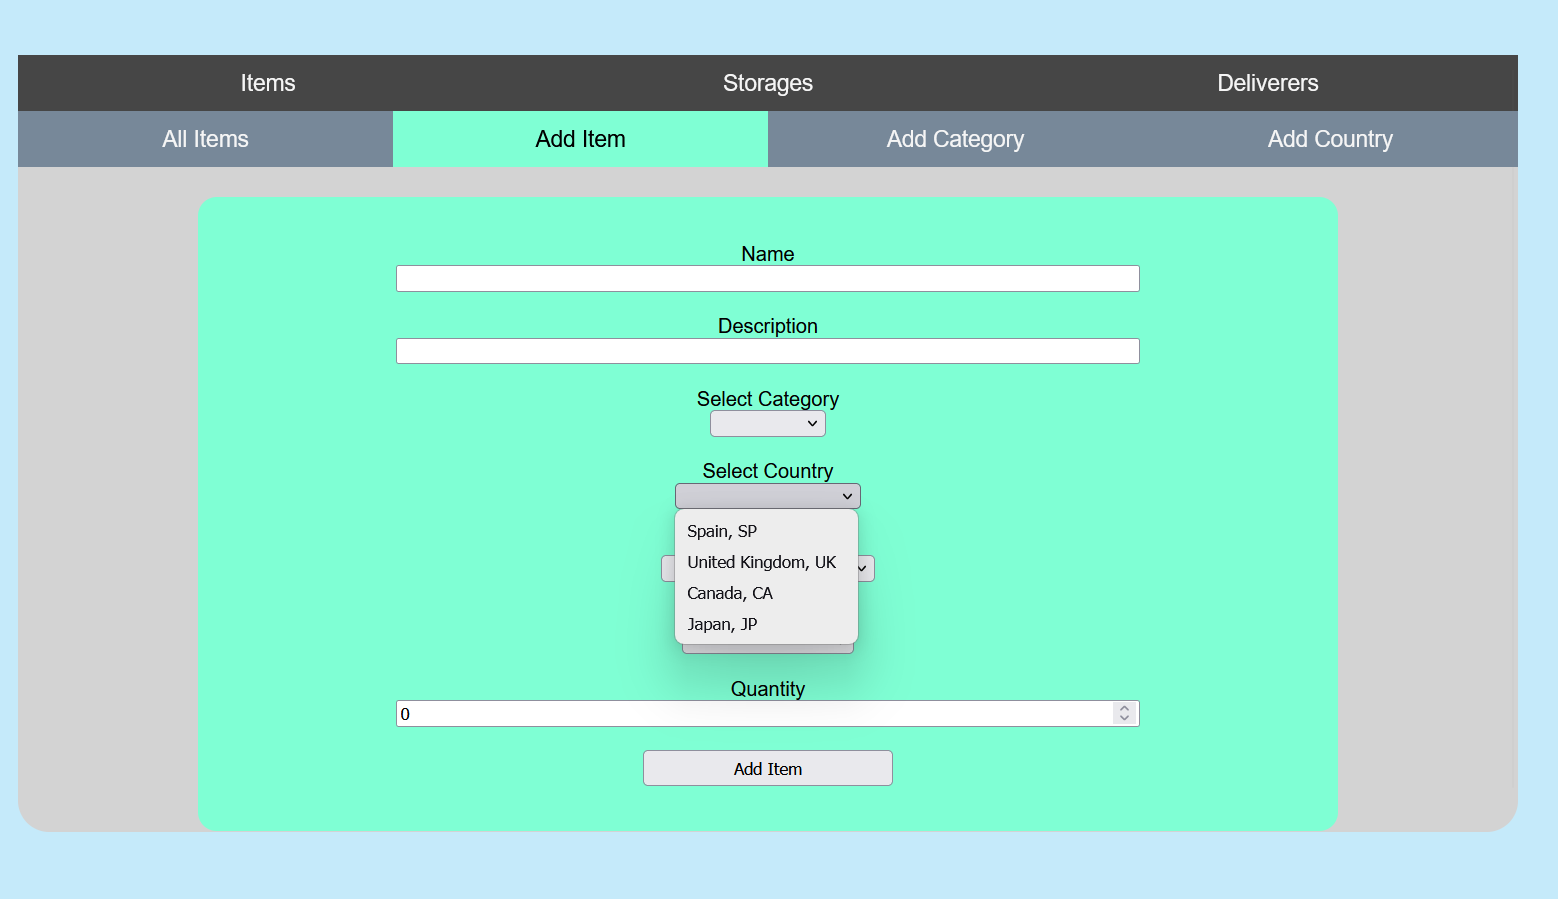 Items Storages Deliverers
All Items Add Item Add Category Add Country
Name
Description
Select Category
Select Country
Spain, SP
United Kingdom, UK
Canada, CA
Japan, JP
Quantity
0
Add Item